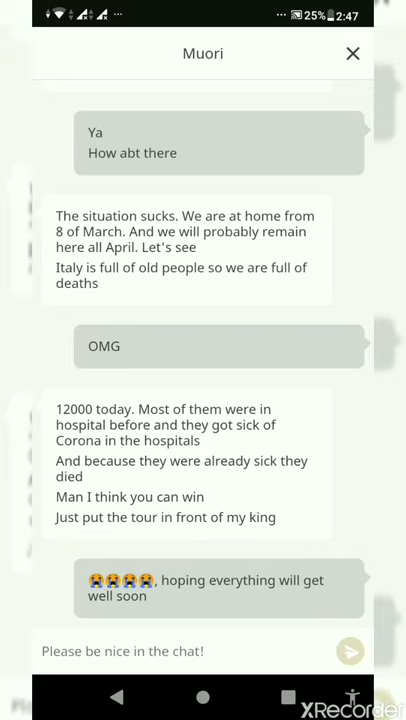 25% 2:47
Muori
Ya
How abt there
The situation sucks. We are at home from
8 of March. And we will probably remain
here all April. Let's see
Italy is full of old people so we are full of
deaths
OMG
12000 today. Most of them were in
hospital before and they got sick of
Corona in the hospitals
And because they were already sick they
died
Man I think you can win
Just put the tour in front of my king
😭😭😭😭, hoping everything will get
well soon
Please be nice in the chat!
XRecorder